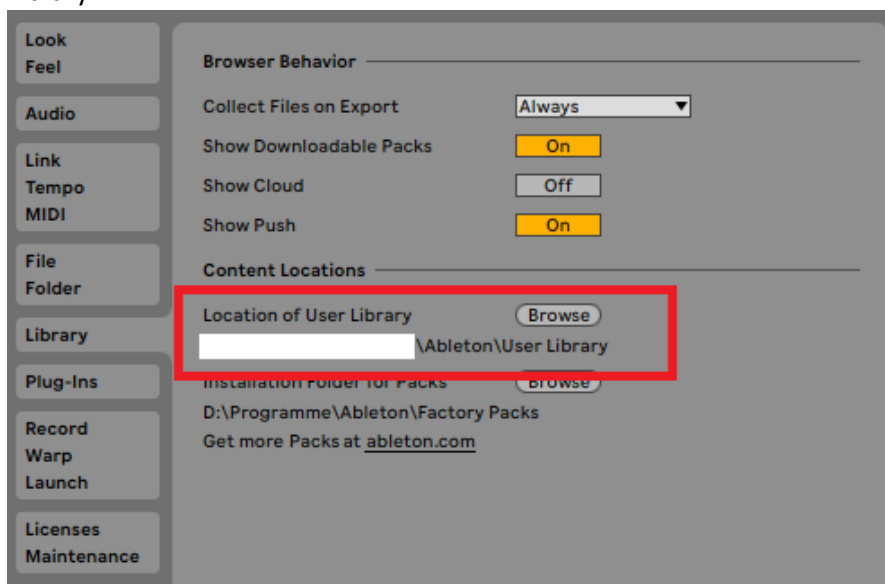 Look
Feel
Audio
Link
Tempo
MIDI
File
Folder
Library
Plug-Ins
Record
Warp
Launch
Licenses
Maintenance
Browser Behavior
Collect Files on Export Always
Show Downloadable Packs On
Show Cloud Off
Show Push On
Content Locations
Location of User Library Browse
\Ableton\User Library
Installation Folder for Packs Browse
D:\Programme\Ableton\Factory Packs
Get more Packs at ableton.com